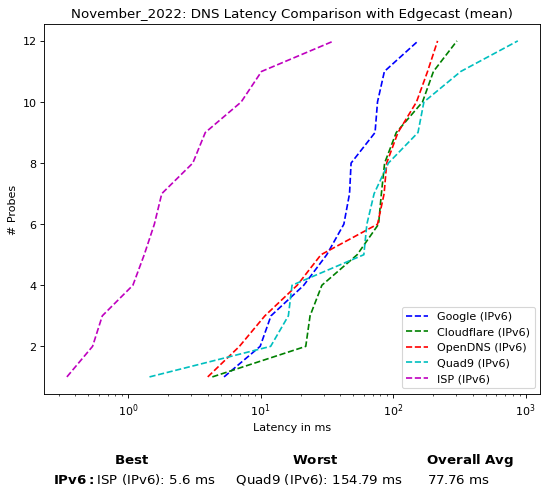 November_2022: DNS Latency Comparison with Edgecast (mean)
12
10
8
6
4
2
# Probes
Google (IPv6)
Cloudflare (IPv6)
OpenDNS (IPv6)
Quad9 (IPv6)
ISP (IPv6)
10⁰ 10¹ 10² 10³
Latency in ms
Best Worst Overall Avg
IPv6: ISP (IPv6): 5.6 ms Quad9 (IPv6): 154.79 ms 77.76 ms